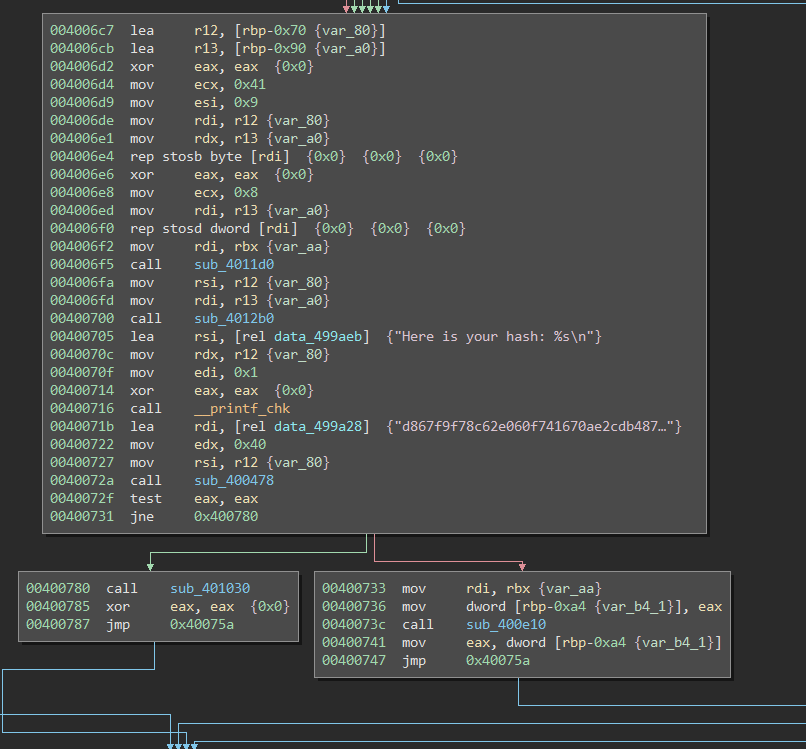 004006c7 lea r12, [rbp-0x70 {var_80}]
004006cb lea r13, [rbp-0x90 {var_a0}]
004006d2 xor eax, eax {0x0}
004006d4 mov ecx, 0x41
004006d9 mov esi, 0x9
004006de mov rdi, r12 {var_80}
004006e1 mov rdx, r13 {var_a0}
004006e4 rep stosb byte [rdi] {0x0} {0x0} {0x0}
004006e6 xor eax, eax {0x0}
004006e8 mov ecx, 0x8
004006ed mov rdi, r13 {var_a0}
004006f0 rep stosd dword [rdi] {0x0} {0x0} {0x0}
004006f2 mov rdi, rbx {var_aa}
004006f5 call sub_4011d0
004006fa mov rsi, r12 {var_80}
004006fd mov rdi, r13 {var_a0}
00400700 call sub_4012b0
00400705 lea rsi, [rel data_499aeb] {"Here is your hash: %s\n"}
0040070c mov rdx, r12 {var_80}
0040070f mov edi, 0x1
00400714 xor eax, eax {0x0}
00400716 call __printf_chk
0040071b lea rdi, [rel data_499a28] {"d867f9f78c62e060f741670ae2cdb487…"}
00400722 mov edx, 0x40
00400727 mov rsi, r12 {var_80}
0040072a call sub_400478
0040072f test eax, eax
00400731 jne 0x400780
00400780 call sub_401030
00400785 xor eax, eax {0x0}
00400787 jmp 0x40075a
00400733 mov rdi, rbx {var_aa}
00400736 mov dword [rbp-0xa4 {var_b4_1}], eax
0040073c call sub_400e10
00400741 mov eax, dword [rbp-0xa4 {var_b4_1}]
00400747 jmp 0x40075a